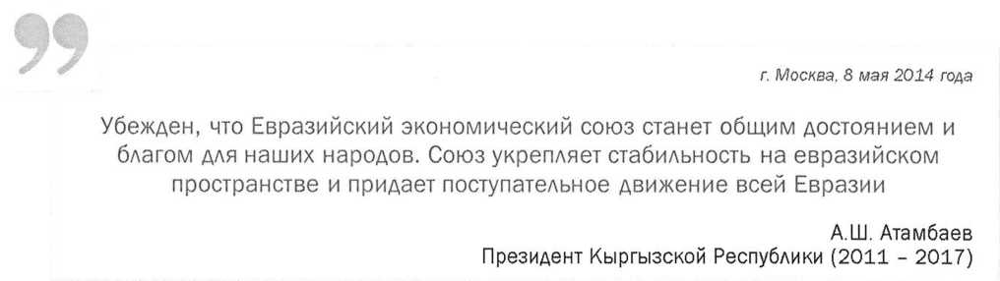 г. Москва, 8 мая 2014 года
Убежден, что Евразийский экономический союз станет общим достоянием и
благом для наших народов. Союз укрепляет стабильность на евразийском
пространстве и придает поступательное движение всей Евразии
А.Ш. Атамбаев
Президент Кыргызской Республики (2011 – 2017)